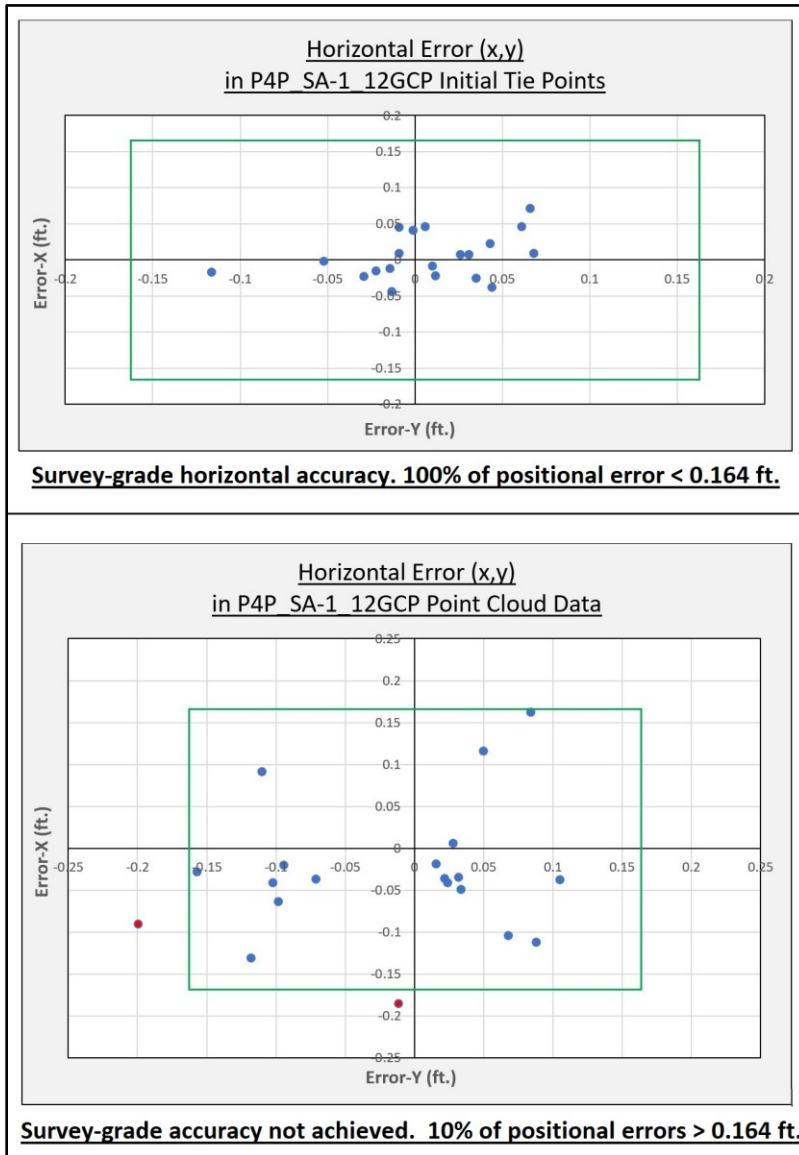 Horizontal Error (x,y)
in P4P_SA-1_12GCP Initial Tie Points
0.2
0.15
0.1
0.05
0
-0.05
-0.1
-0.15
-0.2
-0.2 -0.15 -0.1 -0.05 0 0.05 0.1 0.15 0.2
Error-X (ft.)
Error-Y (ft.)
Survey-grade horizontal accuracy. 100% of positional error < 0.164 ft.
Horizontal Error (x,y)
in P4P_SA-1_12GCP Point Cloud Data
0.25
0.2
0.15
0.1
0.05
0
-0.05
-0.1
-0.15
-0.2
-0.25
-0.25 -0.2 -0.15 -0.1 -0.05 0 0.05 0.1 0.15 0.2 0.25
Error-X (ft.)
Error-Y (ft.)
Survey-grade accuracy not achieved. 10% of positional errors > 0.164 ft.